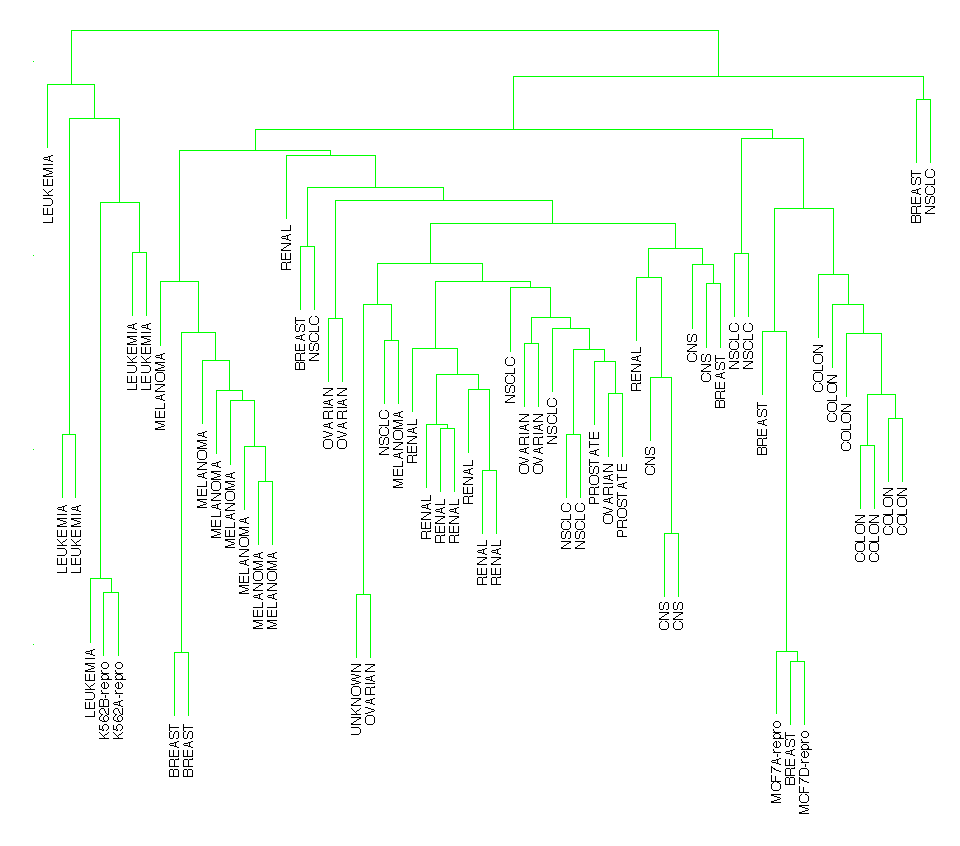 LEUKEMIA
LEUKEMIA
LEUKEMIA
LEUKEMIA
K562B-repro
K562A-repro
LEUKEMIA
LEUKEMIA
MELANOMA
BREAST
BREAST
MELANOMA
MELANOMA
MELANOMA
MELANOMA
MELANOMA
MELANOMA
RENAL
BREAST
NSCLC
OVARIAN
OVARIAN
UNKNOWN
OVARIAN
NSCLC
MELANOMA
RENAL
RENAL
RENAL
RENAL
RENAL
RENAL
RENAL
NSCLC
OVARIAN
OVARIAN
NSCLC
NSCLC
NSCLC
PROSTATE
OVARIAN
PROSTATE
RENAL
CNS
CNS
CNS
CNS
CNS
BREAST
NSCLC
NSCLC
BREAST
MCF7A-repro
BREAST
MCF7D-repro
COLON
COLON
COLON
COLON
COLON
COLON
COLON
BREAST
NSCLC